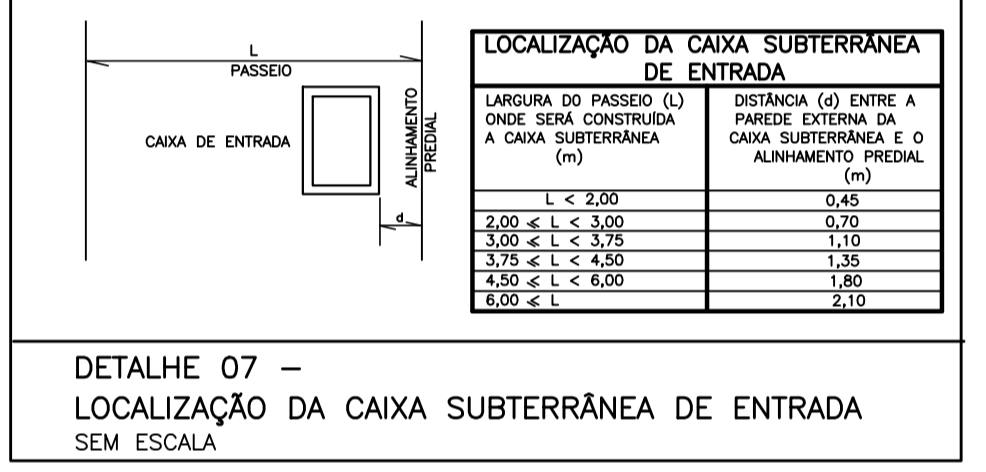 L
PASSEIO
CAIXA DE ENTRADA
ALINHAMENTO
PREDIAL
d
LOCALIZAÇÃO DA CAIXA SUBTERRÂNEA
DE ENTRADA
LARGURA DO PASSEIO (L)
ONDE SERÁ CONSTRUÍDA
A CAIXA SUBTERRÂNEA
(m)
DISTÂNCIA (d) ENTRE A
PAREDE EXTERNA DA
CAIXA SUBTERRÂNEA E O
ALINHAMENTO PREDIAL
(m)
L < 2,00 0,45
2,00 ⩽ L < 3,00 0,70
3,00 ⩽ L < 3,75 1,10
3,75 ⩽ L < 4,50 1,35
4,50 ⩽ L < 6,00 1,80
6,00 ⩽ L 2,10
DETALHE 07 –
LOCALIZAÇÃO DA CAIXA SUBTERRÂNEA DE ENTRADA
SEM ESCALA